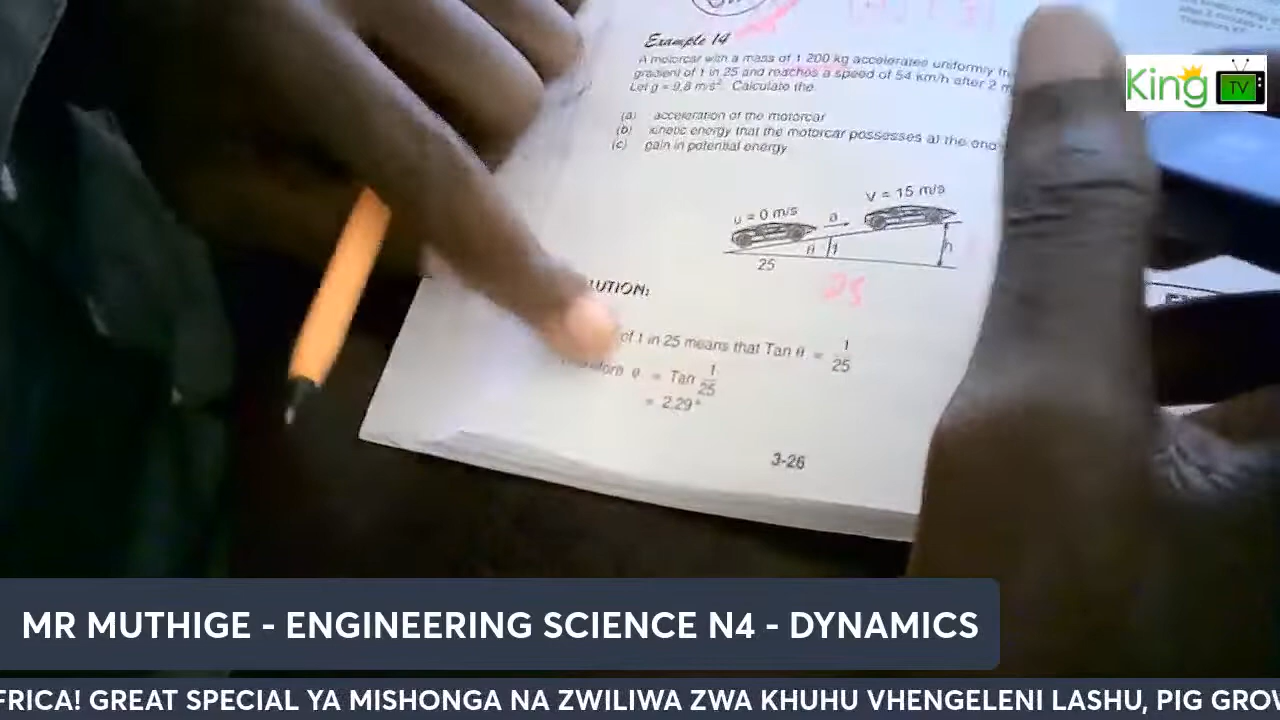 Example 14
A motorcar with a mass of 1 200 kg accelerates uniformly
gradient of 1 in 25 and reaches a speed of 54 km/h after 2
Let g = 9,8 m/s². Calculate the
(a) acceleration of the motorcar
(b) kinetic energy that the motorcar possesses at the end
(c) gain in potential energy
V = 15 m/s
u = 0 m/s
a
θ
1
h
25
25
UTION:
of 1 in 25 means that Tan θ = 1/25
θ = Tan 1/25
= 2,29°
3-26
King TV
MR MUTHIGE - ENGINEERING SCIENCE N4 - DYNAMICS
FRICA! GREAT SPECIAL YA MISHONGA NA ZWILIWA ZWA KHUHU VHENGELENI LASHU, PIG GROW